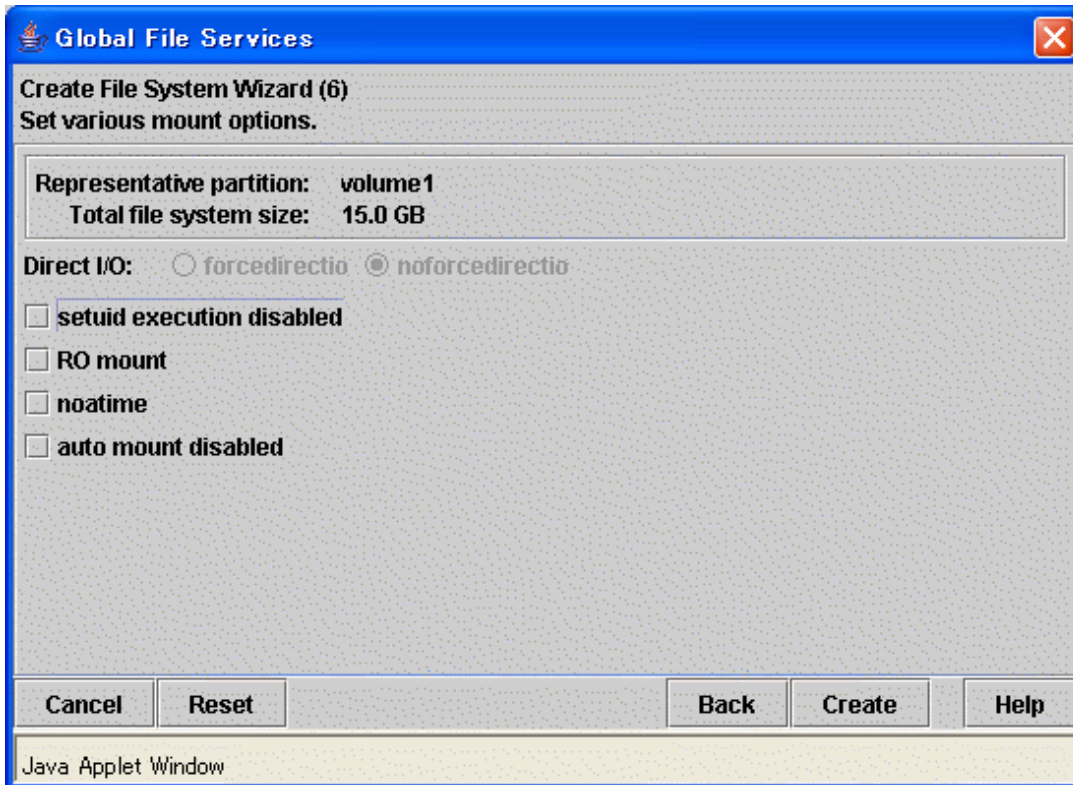 Global File Services
Create File System Wizard (6)
Set various mount options.
Representative partition: volume1
Total file system size: 15.0 GB
Direct I/O: forcedirectio noforcedirectio
setuid execution disabled
RO mount
noatime
auto mount disabled
Cancel Reset Back Create Help
Java Applet Window